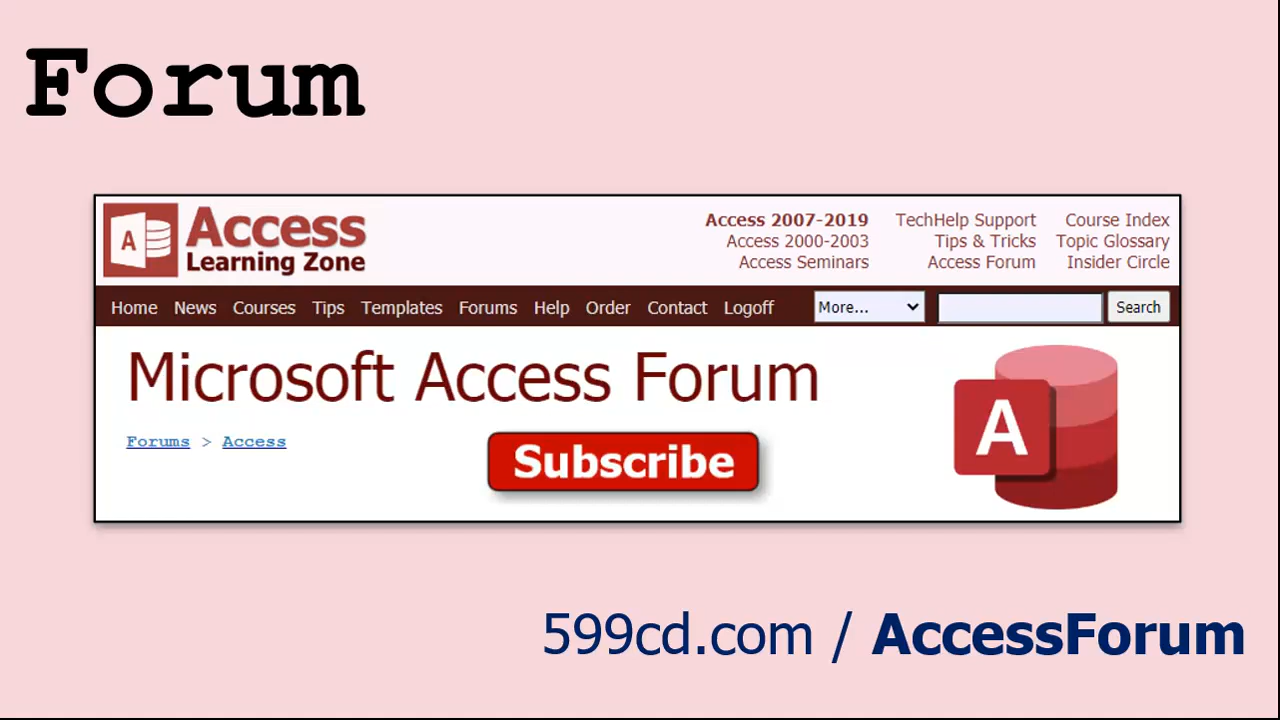 Forum
Access
Learning Zone
Access 2007-2019 TechHelp Support Course Index
Access 2000-2003 Tips & Tricks Topic Glossary
Access Seminars Access Forum Insider Circle
Home News Courses Tips Templates Forums Help Order Contact Logoff More... Search
Microsoft Access Forum
Forums > Access
Subscribe
A
A
599cd.com / AccessForum